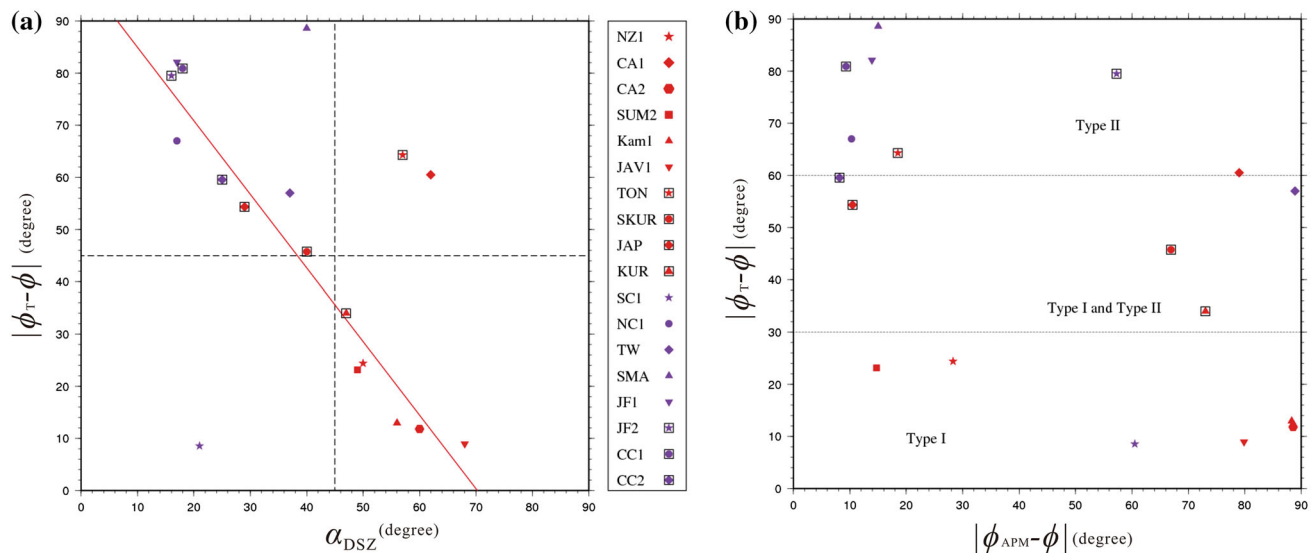 (a)
90
80
70
60
50
40
30
20
10
0
|ϕT-ϕ| (degree)
0 10 20 30 40 50 60 70 80 90
αDSZ (degree)
NZ1
CA1
CA2
SUM2
Kam1
JAV1
TON
SKUR
JAP
KUR
SC1
NC1
TW
SMA
JF1
JF2
CC1
CC2
(b)
90
80
70
60
50
40
30
20
10
0
|ϕT-ϕ| (degree)
Type II
Type I and Type II
Type I
0 10 20 30 40 50 60 70 80 90
|ϕAPM-ϕ| (degree)